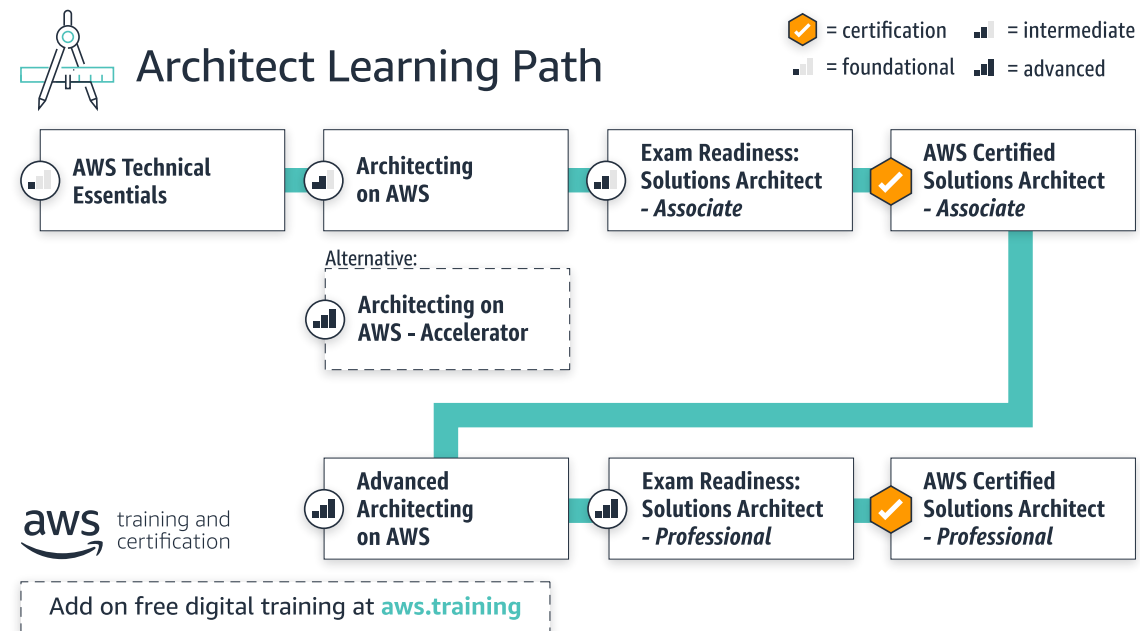 Architect Learning Path
= certification
= intermediate
= foundational
= advanced
AWS Technical
Essentials
Architecting
on AWS
Exam Readiness:
Solutions Architect
- Associate
AWS Certified
Solutions Architect
- Associate
Alternative:
Architecting on
AWS - Accelerator
Advanced
Architecting
on AWS
Exam Readiness:
Solutions Architect
- Professional
AWS Certified
Solutions Architect
- Professional
aws
training and
certification
Add on free digital training at aws.training